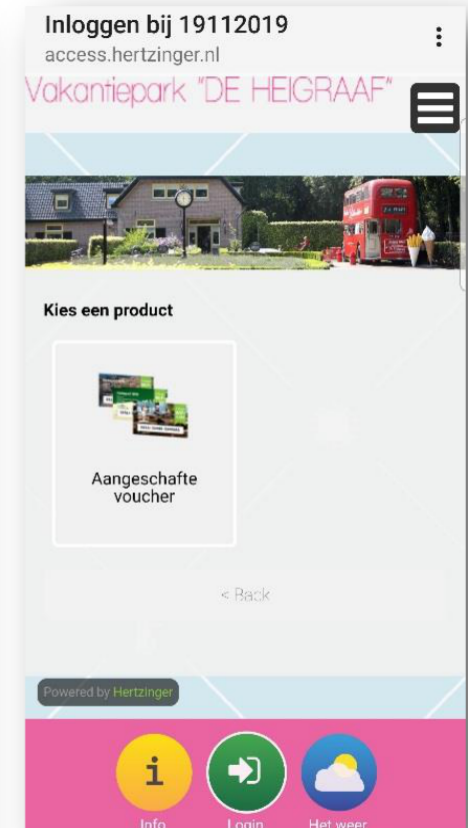 Inloggen bij 19112019
access.hertzinger.nl
Vakantiepark "DE HEIGRAAF"
Kies een product
Aangeschafte
voucher
< Back
Powered by Hertzinger
i
Info
Login
Het weer